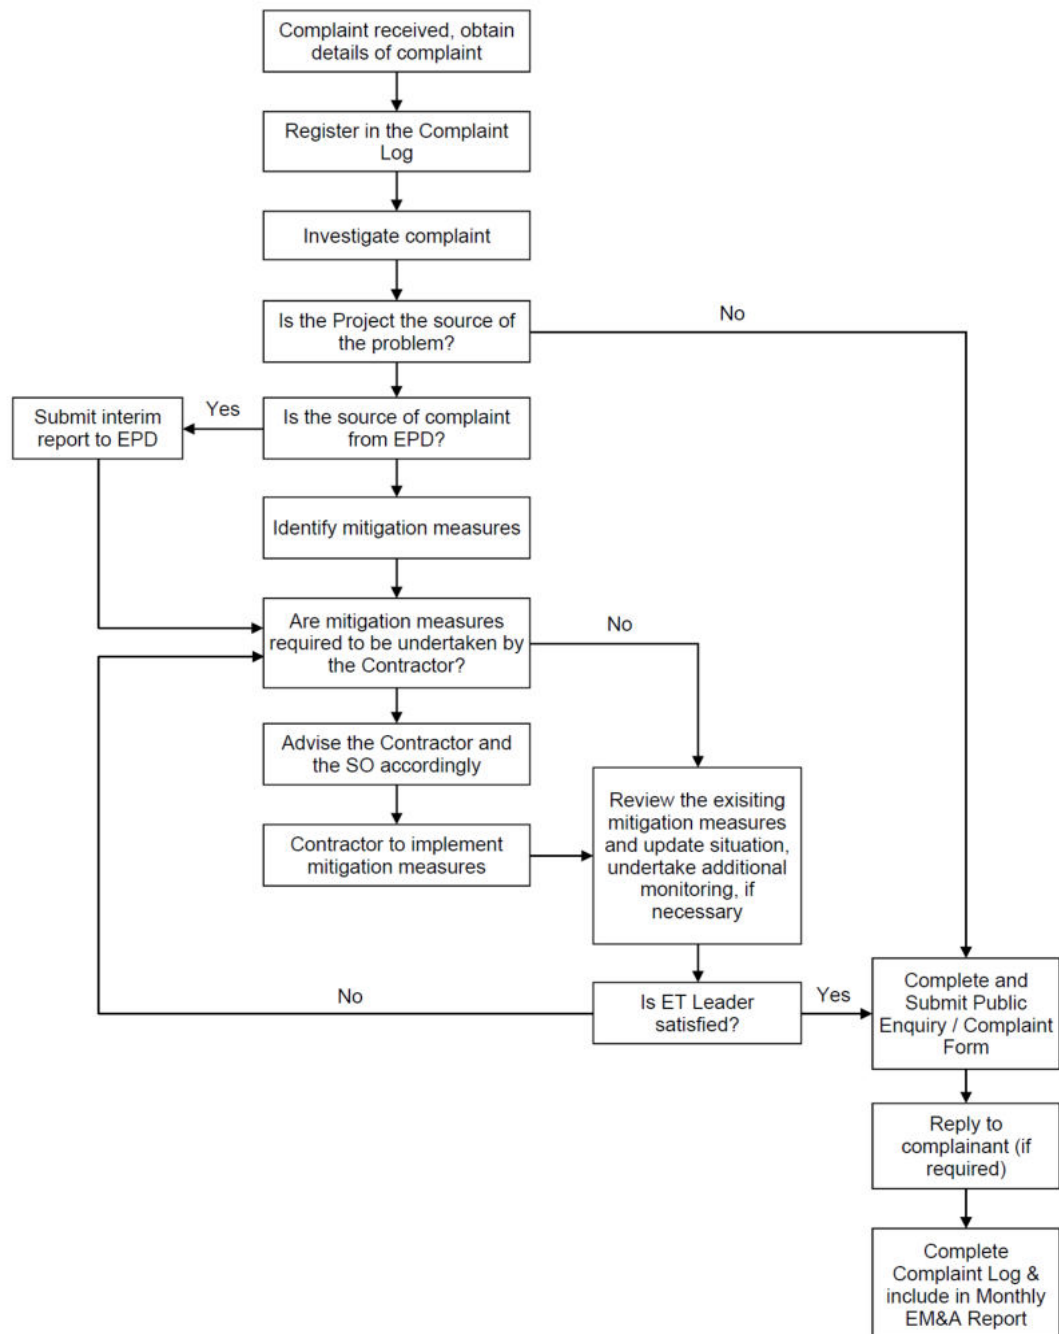 Complaint received, obtain
details of complaint
Register in the Complaint
Log
Investigate complaint
Is the Project the source of
the problem?
No
Is the source of complaint
from EPD?
Yes
Submit interim
report to EPD
Identify mitigation measures
Are mitigation measures
required to be undertaken by
the Contractor?
No
Advise the Contractor and
the SO accordingly
Contractor to implement
mitigation measures
Review the exisiting
mitigation measures
and update situation,
undertake additional
monitoring, if
necessary
Is ET Leader
satisfied?
No
Yes
Complete and
Submit Public
Enquiry / Complaint
Form
Reply to
complainant (if
required)
Complete
Complaint Log &
include in Monthly
EM&A Report